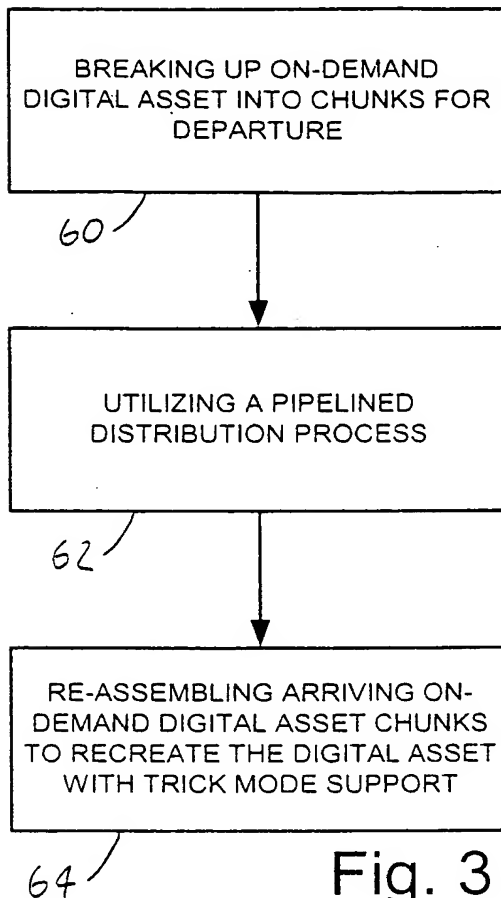 BREAKING UP ON-DEMAND
DIGITAL ASSET INTO CHUNKS FOR
DEPARTURE
60
UTILIZING A PIPELINED
DISTRIBUTION PROCESS
62
RE-ASSEMBLING ARRIVING ON-
DEMAND DIGITAL ASSET CHUNKS
TO RECREATE THE DIGITAL ASSET
WITH TRICK MODE SUPPORT
64
Fig. 3